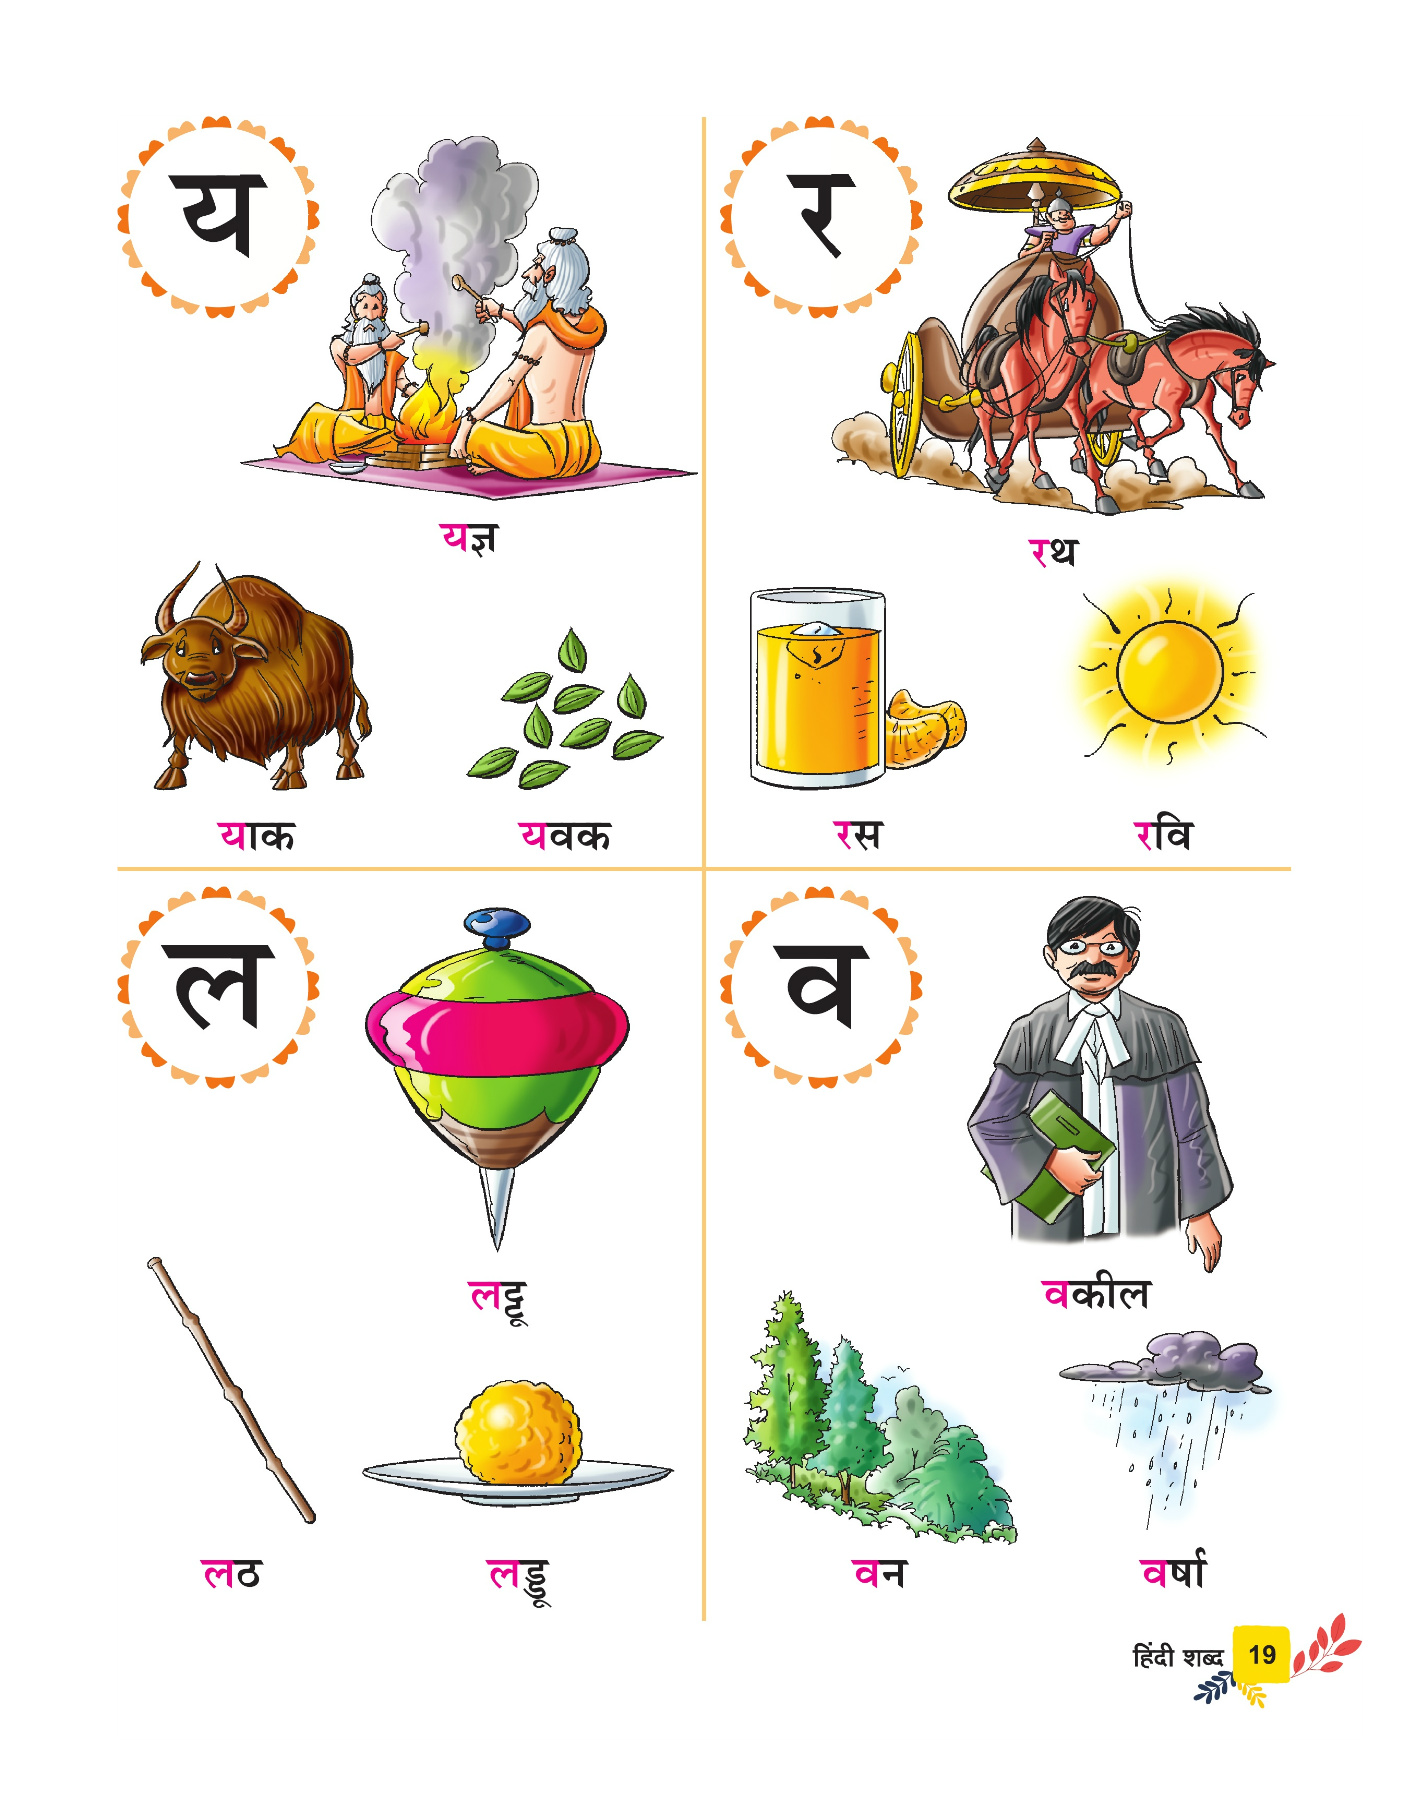 य
यज्ञ
याक
यवक
र
रथ
रस
रवि
ल
लट्टू
लठ
लड्डू
व
वकील
वन
वर्षा
हिंदी शब्द 19